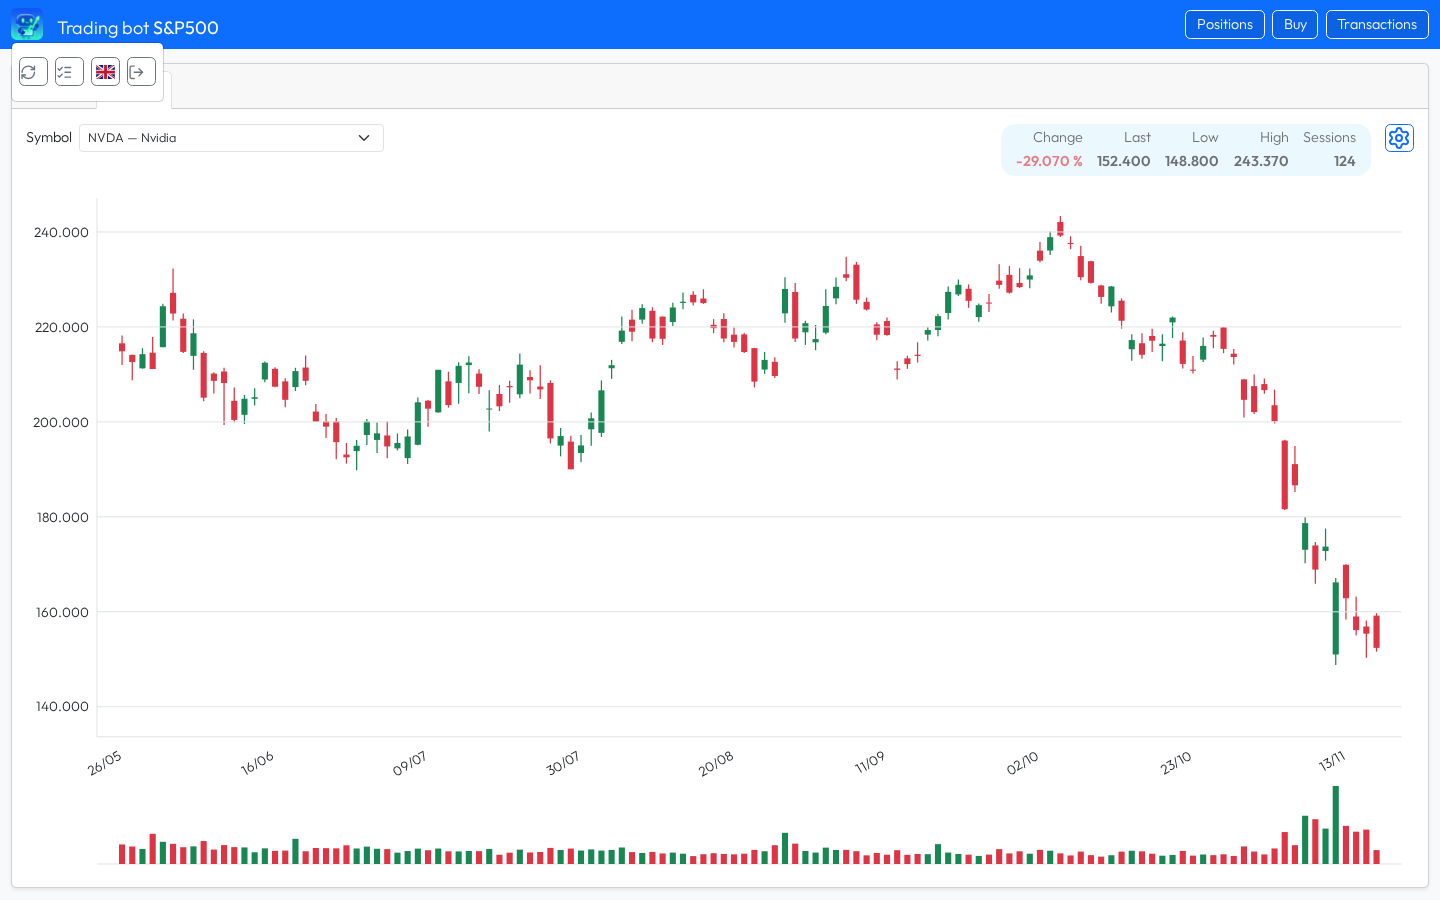 Trading bot S&P500
Positions
Buy
Transactions
Symbol
NVDA — Nvidia
Change Last Low High Sessions
-29.070 % 152.400 148.800 243.370 124
240.000
220.000
200.000
180.000
160.000
140.000
26/05 16/06 09/07 30/07 20/08 11/09 02/10 23/10 13/11